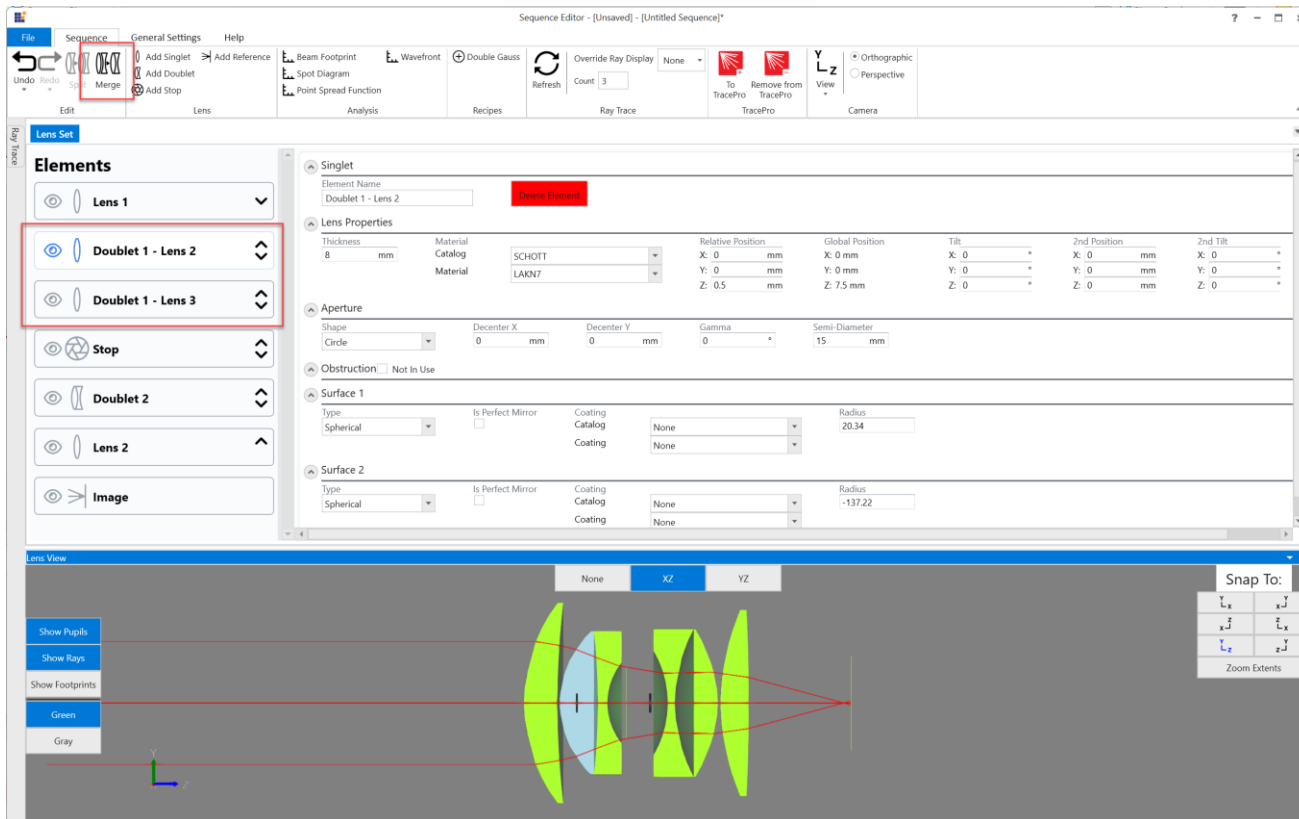 Sequence Editor - [Unsaved] - [Untitled Sequence]*
?
File Sequence General Settings Help
Undo Redo Split Merge
Edit
Add Singlet Add Reference
Add Doublet
Add Stop
Lens
Beam Footprint Wavefront
Spot Diagram
Point Spread Function
Analysis
Double Gauss
Recipes
Refresh
Override Ray Display None
Count 3
Ray Trace
To TracePro
Remove from TracePro
TracePro
Y Z
View
Orthographic
Perspective
Camera
Ray Trace
Lens Set
Elements
Lens 1
Doublet 1 - Lens 2
Doublet 1 - Lens 3
Stop
Doublet 2
Lens 2
Image
Singlet
Element Name
Doublet 1 - Lens 2
Delete Element
Lens Properties
Thickness Material Relative Position Global Position Tilt 2nd Position 2nd Tilt
8 mm Catalog SCHOTT X: 0 mm X: 0 mm X: 0 ° X: 0 mm X: 0 °
Material LAKN7 Y: 0 mm Y: 0 mm Y: 0 ° Y: 0 mm Y: 0 °
Z: 0.5 mm Z: 7.5 mm Z: 0 ° Z: 0 mm Z: 0 °
Aperture
Shape Decenter X Decenter Y Gamma Semi-Diameter
Circle 0 mm 0 mm 0 ° 15 mm
Obstruction Not In Use
Surface 1
Type Is Perfect Mirror Coating Radius
Spherical Catalog None 20.34
Coating None
Surface 2
Type Is Perfect Mirror Coating Radius
Spherical Catalog None -137.22
Coating None
Lens View
None XZ YZ
Snap To:
Y x x Y
x Z Z x
Y z z Y
Zoom Extents
Show Pupils
Show Rays
Show Footprints
Green
Gray
Y
Z